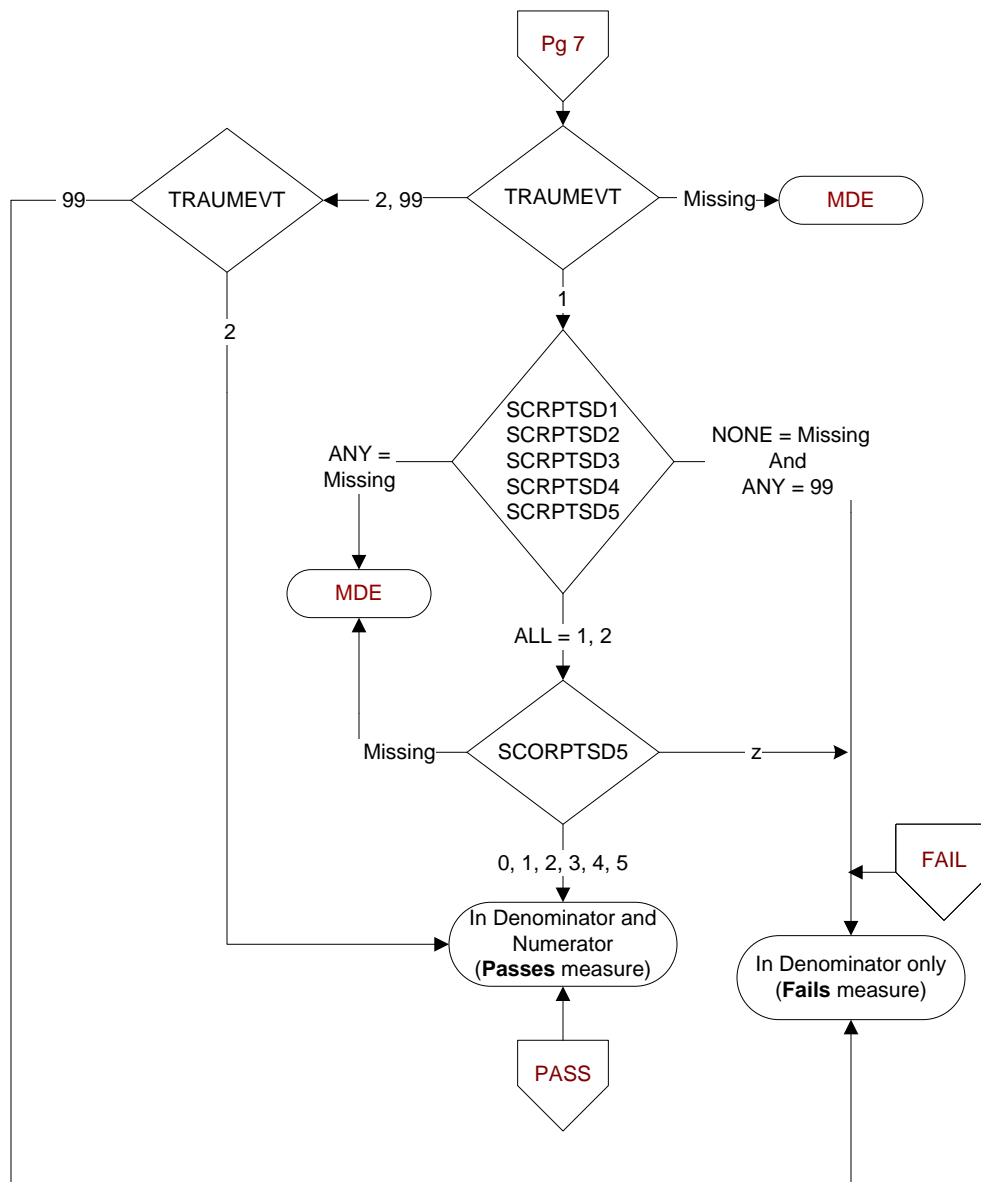 Pg 7
TRAUMEVT
99
2, 99
TRAUMEVT
Missing
MDE
1
2
SCRPTSD1
SCRPTSD2
SCRPTSD3
SCRPTSD4
SCRPTSD5
ANY =
Missing
NONE = Missing
And
ANY = 99
MDE
ALL = 1, 2
Missing
SCORPTSD5
z
0, 1, 2, 3, 4, 5
FAIL
In Denominator and
Numerator
(Passes measure)
In Denominator only
(Fails measure)
PASS